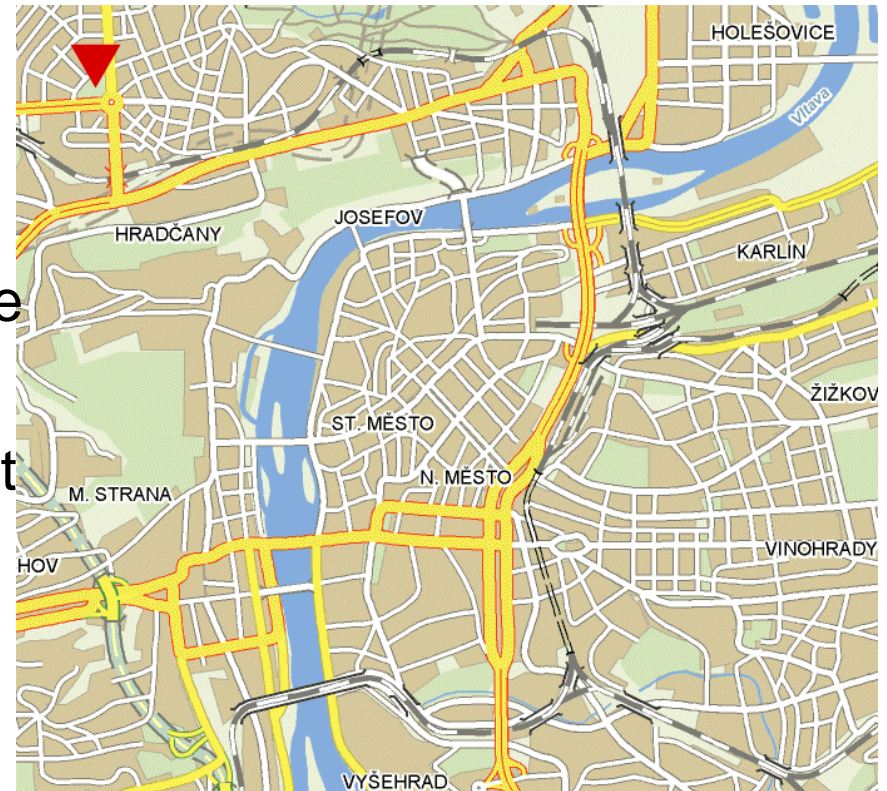 HOLEŠOVICE
Vltava
JOSEFOV
HRADČANY
KARLÍN
e
ŽIŽKOV
ST. MĚSTO
t
N. MĚSTO
M. STRANA
VINOHRADY
HOV
VYŠEHRAD